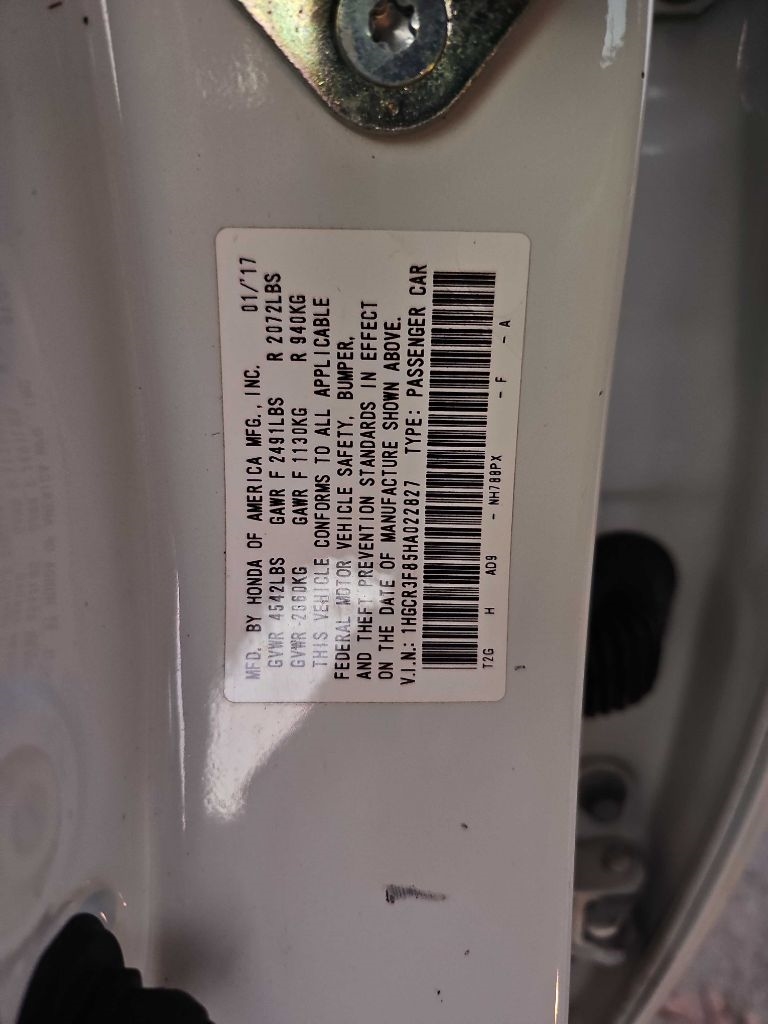 MFD. BY HONDA OF AMERICA MFG., INC. 01/'17
GVWR 4542LBS GAWR F 2491LBS R 2072LBS
GVWR 2060KG GAWR F 1130KG R 940KG
THIS VEHICLE CONFORMS TO ALL APPLICABLE
FEDERAL MOTOR VEHICLE SAFETY, BUMPER,
AND THEFT PREVENTION STANDARDS IN EFFECT
ON THE DATE OF MANUFACTURE SHOWN ABOVE.
V.I.N.: 1HGCR3F85HA022827 TYPE: PASSENGER CAR
T2G H AD9 - NH788PX - F - A